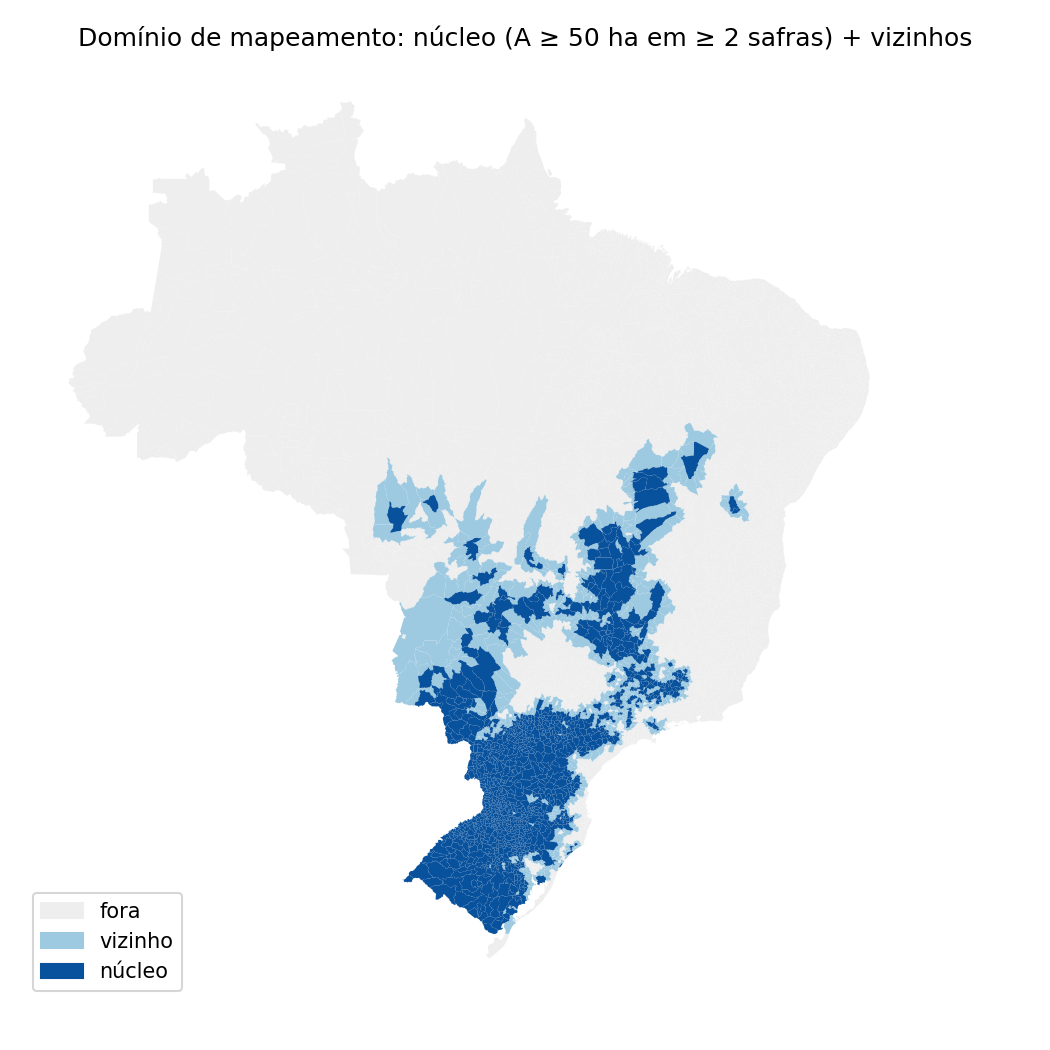 Domínio de mapeamento: núcleo (A ≥ 50 ha em ≥ 2 safras) + vizinhos
fora
vizinho
núcleo